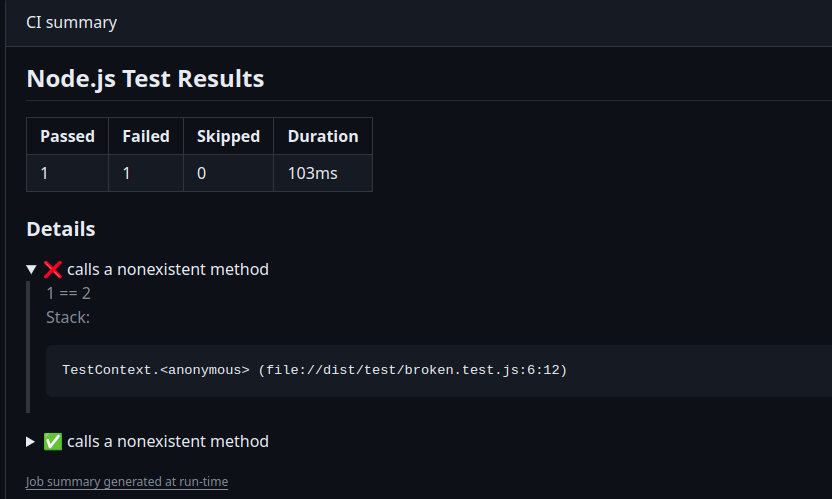 CI summary
Node.js Test Results
Passed Failed Skipped Duration
1 1 0 103ms
Details
▼ ❌ calls a nonexistent method
1 == 2
Stack:
TestContext.<anonymous> (file://dist/test/broken.test.js:6:12)
▶ ✅ calls a nonexistent method
Job summary generated at run-time